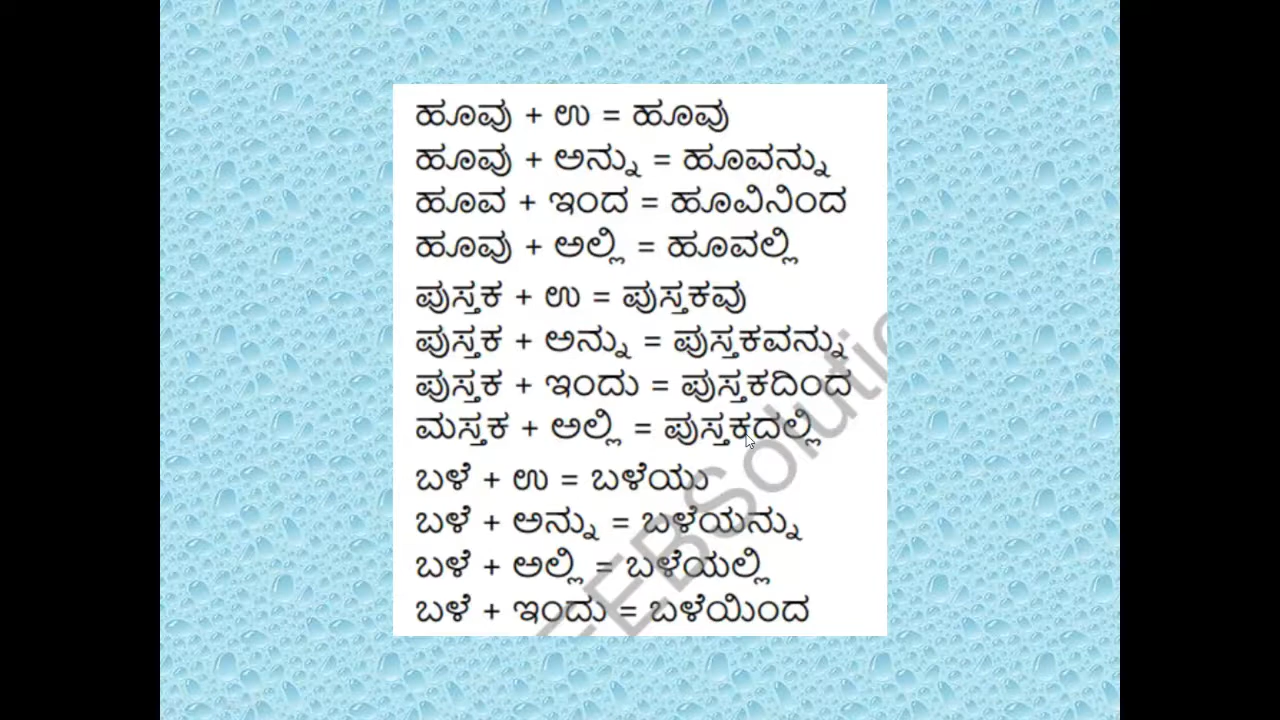 ಹೂವು + ಉ = ಹೂವು
ಹೂವು + ಅನ್ನು = ಹೂವನ್ನು
ಹೂವ + ಇಂದ = ಹೂವಿನಿಂದ
ಹೂವು + ಅಲ್ಲಿ = ಹೂವಲ್ಲಿ
ಪುಸ್ತಕ + ಉ = ಪುಸ್ತಕವು
ಪುಸ್ತಕ + ಅನ್ನು = ಪುಸ್ತಕವನ್ನು
ಪುಸ್ತಕ + ಇಂದು = ಪುಸ್ತಕದಿಂದ
ಮಸ್ತಕ + ಅಲ್ಲಿ = ಪುಸ್ತಕದಲ್ಲಿ
ಬಳೆ + ಉ = ಬಳೆಯು
ಬಳೆ + ಅನ್ನು = ಬಳೆಯನ್ನು
ಬಳೆ + ಅಲ್ಲಿ = ಬಳೆಯಲ್ಲಿ
ಬಳೆ + ಇಂದು = ಬಳೆಯಿಂದ